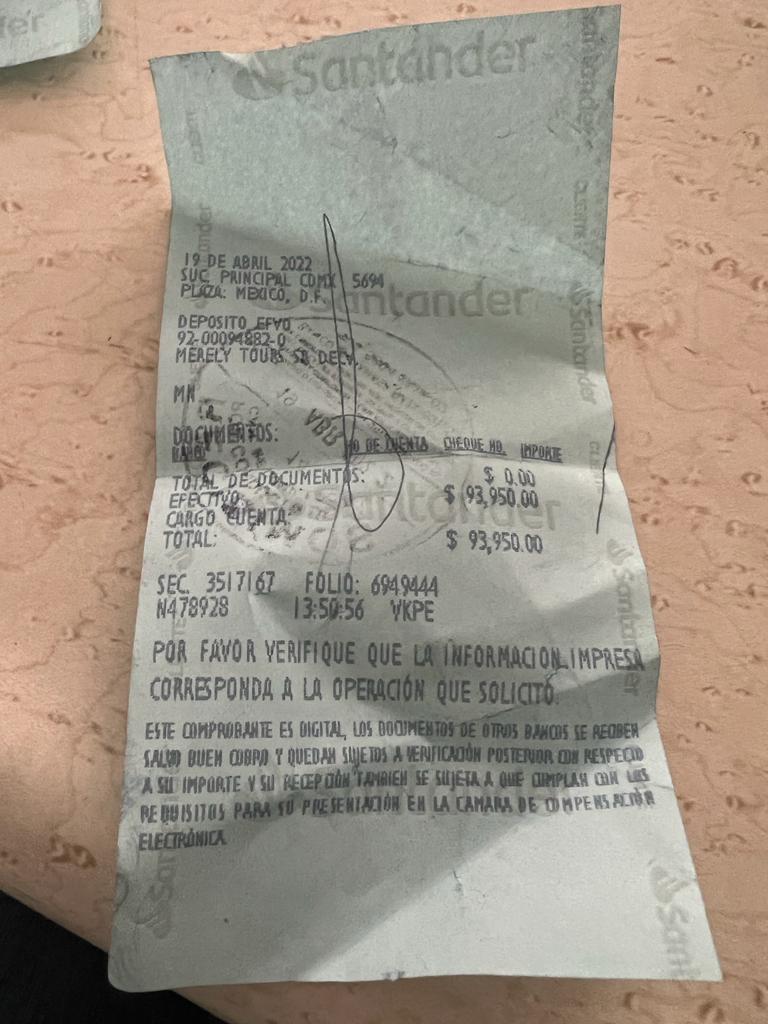 Santander
19 DE ABRIL 2022
SUC. PRINCIPAL CDMX 5694
PLAZA: MEXICO, D.F.
Santander
DEPOSITO EFVO
92-00094882-0
MERELY TOURS SA DECV
MN
DOCUMENTOS:
BANCO NO DE CUENTA CHEQUE NO. IMPORTE
TOTAL DE DOCUMENTOS: $ 0.00
EFECTIVO $ (93,950.00
CARGO CUENTA:
TOTAL: $ 93,950.00
SEC. 3517167 FOLIO: 6949444
N478928 13:50:56 VKPE
POR FAVOR VERIFIQUE QUE LA INFORMACION IMPRESA
CORRESPONDA A LA OPERACIÓN QUE SOLICITÓ.
ESTE COMPROBANTE ES DIGITAL, LOS DOCUMENTOS DE OTROS BANCOS SE RECIBEN
SALVO BUEN COBRO Y QUEDAN SUJETOS A VERIFICACIÓN POSTERIOR CON RESPECTO
A SU IMPORTE Y SU RECEPCIÓN TAMBIEN SE SUJETA A QUE CUMPLAN CON LOS
REQUISITOS PARA SU PRESENTACIÓN EN LA CAMARA DE COMPENSACIÓN
ELECTRÓNICA